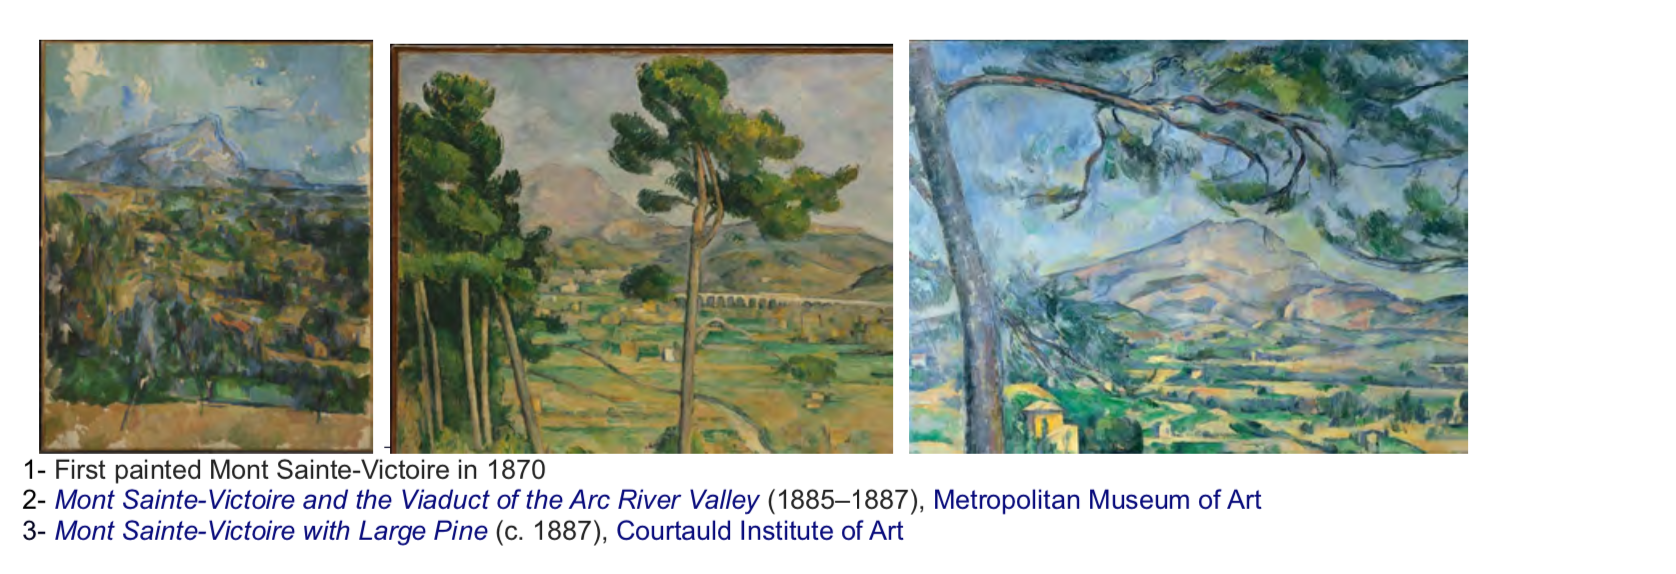 1- First painted Mont Sainte-Victoire in 1870
2- Mont Sainte-Victoire and the Viaduct of the Arc River Valley (1885–1887), Metropolitan Museum of Art
3- Mont Sainte-Victoire with Large Pine (c. 1887), Courtauld Institute of Art